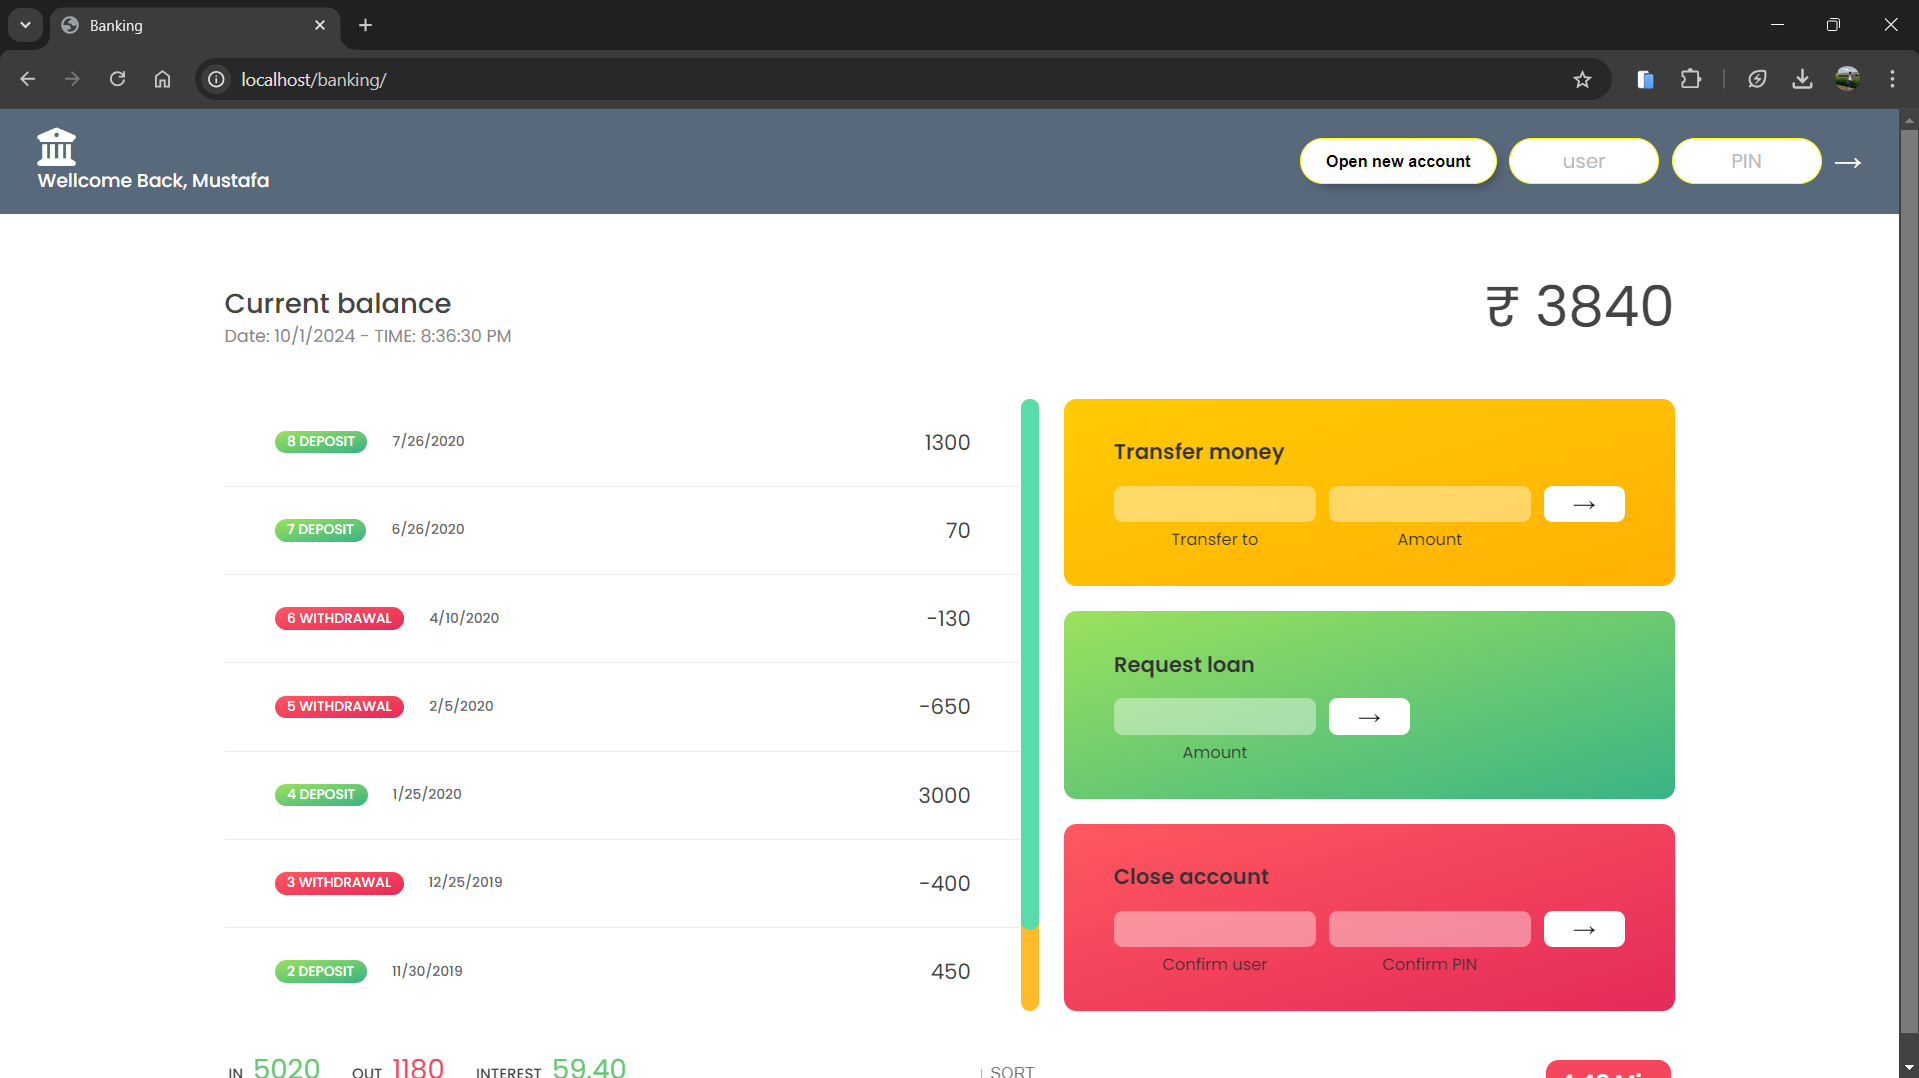 Banking
localhost/banking/
Wellcome Back, Mustafa
Open new account
user
PIN
Current balance
Date: 10/1/2024 - TIME: 8:36:30 PM
₹ 3840
8 DEPOSIT 7/26/2020 1300
7 DEPOSIT 6/26/2020 70
6 WITHDRAWAL 4/10/2020 -130
5 WITHDRAWAL 2/5/2020 -650
4 DEPOSIT 1/25/2020 3000
3 WITHDRAWAL 12/25/2019 -400
2 DEPOSIT 11/30/2019 450
Transfer money
→
Transfer to Amount
Request loan
→
Amount
Close account
→
Confirm user Confirm PIN
IN 5020 OUT 1180 INTEREST 59.40
SORT